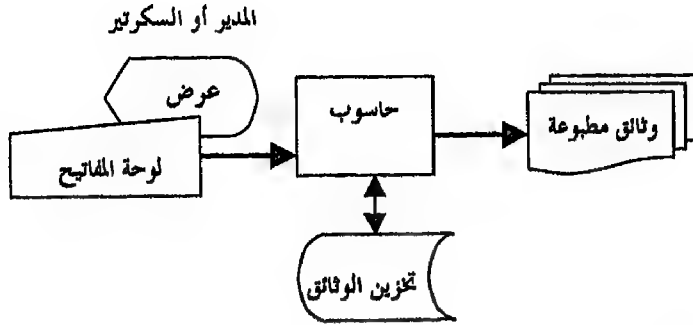 المدير أو السكرتير
عرض
لوحة المفاتيح
حاسوب
وثائق مطبوعة
تخزين الوثائق